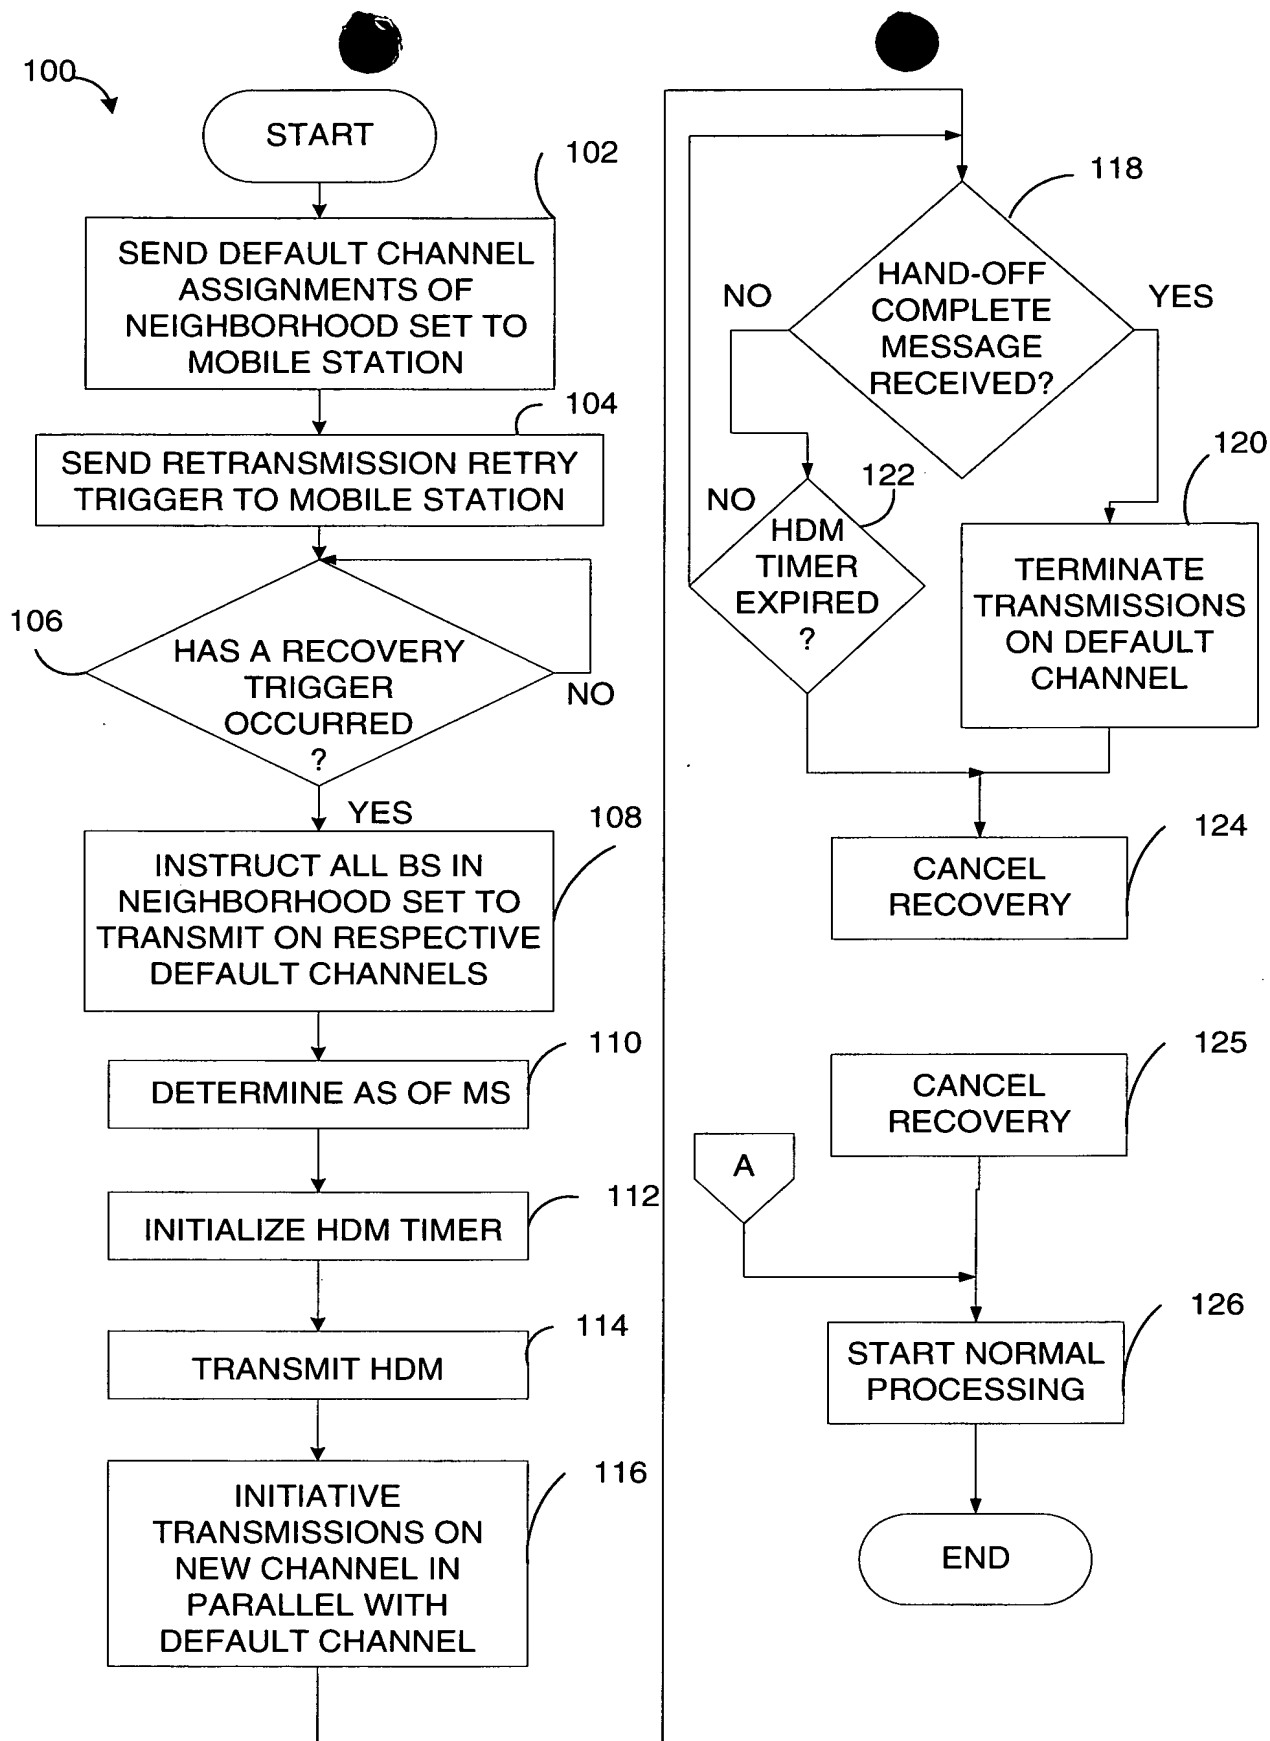 100
START
102
SEND DEFAULT CHANNEL
ASSIGNMENTS OF
NEIGHBORHOOD SET TO
MOBILE STATION
104
SEND RETRANSMISSION RETRY
TRIGGER TO MOBILE STATION
106
HAS A RECOVERY
TRIGGER
OCCURRED
?
NO
YES
108
INSTRUCT ALL BS IN
NEIGHBORHOOD SET TO
TRANSMIT ON RESPECTIVE
DEFAULT CHANNELS
110
DETERMINE AS OF MS
112
INITIALIZE HDM TIMER
114
TRANSMIT HDM
116
INITIATIVE
TRANSMISSIONS ON
NEW CHANNEL IN
PARALLEL WITH
DEFAULT CHANNEL
118
HAND-OFF
COMPLETE
MESSAGE
RECEIVED?
NO
YES
120
TERMINATE
TRANSMISSIONS
ON DEFAULT
CHANNEL
122
NO
HDM
TIMER
EXPIRED
?
124
CANCEL
RECOVERY
125
CANCEL
RECOVERY
A
126
START NORMAL
PROCESSING
END